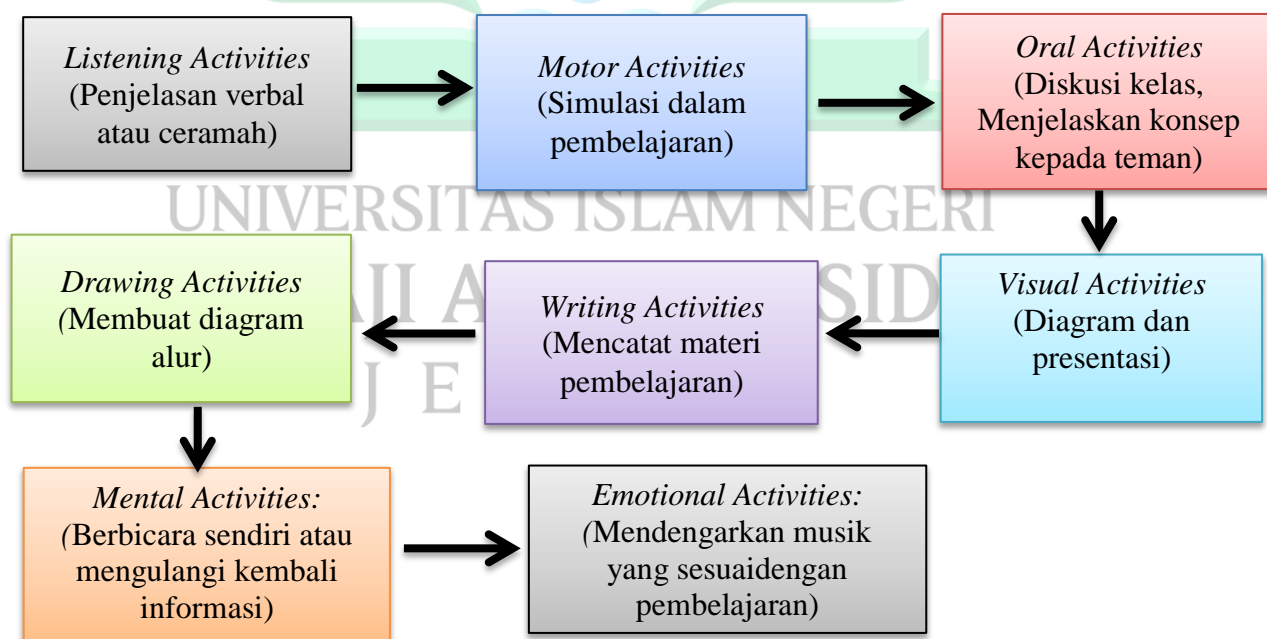 Listening Activities
(Penjelasan verbal
atau ceramah)
Motor Activities
(Simulasi dalam
pembelajaran)
Oral Activities
(Diskusi kelas,
Menjelaskan konsep
kepada teman)
UNIVERSITAS ISLAM NEGERI
Visual Activities
(Diagram dan
presentasi)
Writing Activities
(Mencatat materi
pembelajaran)
Drawing Activities
(Membuat diagram
alur)
Mental Activities:
(Berbicara sendiri atau
mengulangi kembali
informasi)
Emotional Activities:
(Mendengarkan musik
yang sesuaidengan
pembelajaran)